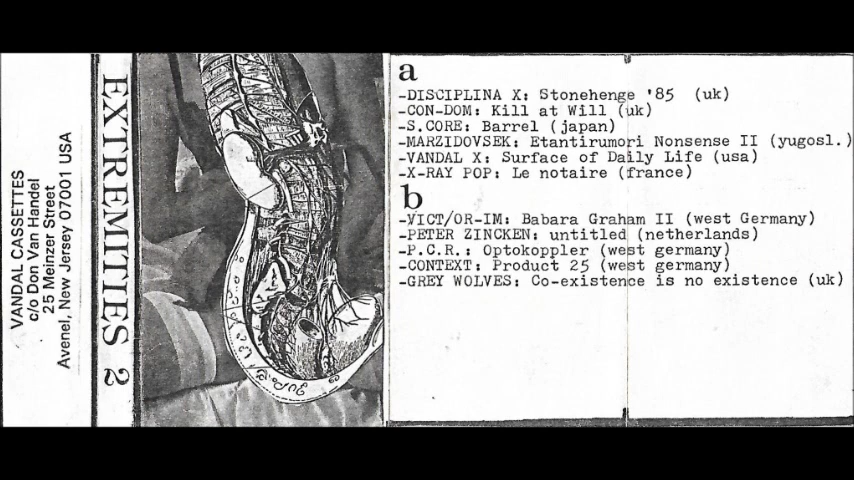 VANDAL CASSETTES
c/o Don Van Handel
25 Meinzer Street
Avenel, New Jersey 07001 USA
EXTREMITIES 2
a
-DISCIPLINA X: Stonehenge '85 (uk)
-CON-DOM: Kill at Will (uk)
-S.CORE: Barrel (japan)
-MARZIDOVSEK: Etantirumori Nonsense II (yugosl.)
-VANDAL X: Surface of Daily Life (usa)
-X-RAY POP: Le notaire (france)
b
-VICT/OR-IM: Babara Graham II (west Germany)
-PETER ZINCKEN: untitled (netherlands)
-P.C.R.: Optokoppler (west germany)
-CONTEXT: Product 25 (west germany)
-GREY WOLVES: Co-existence is no existence (uk)